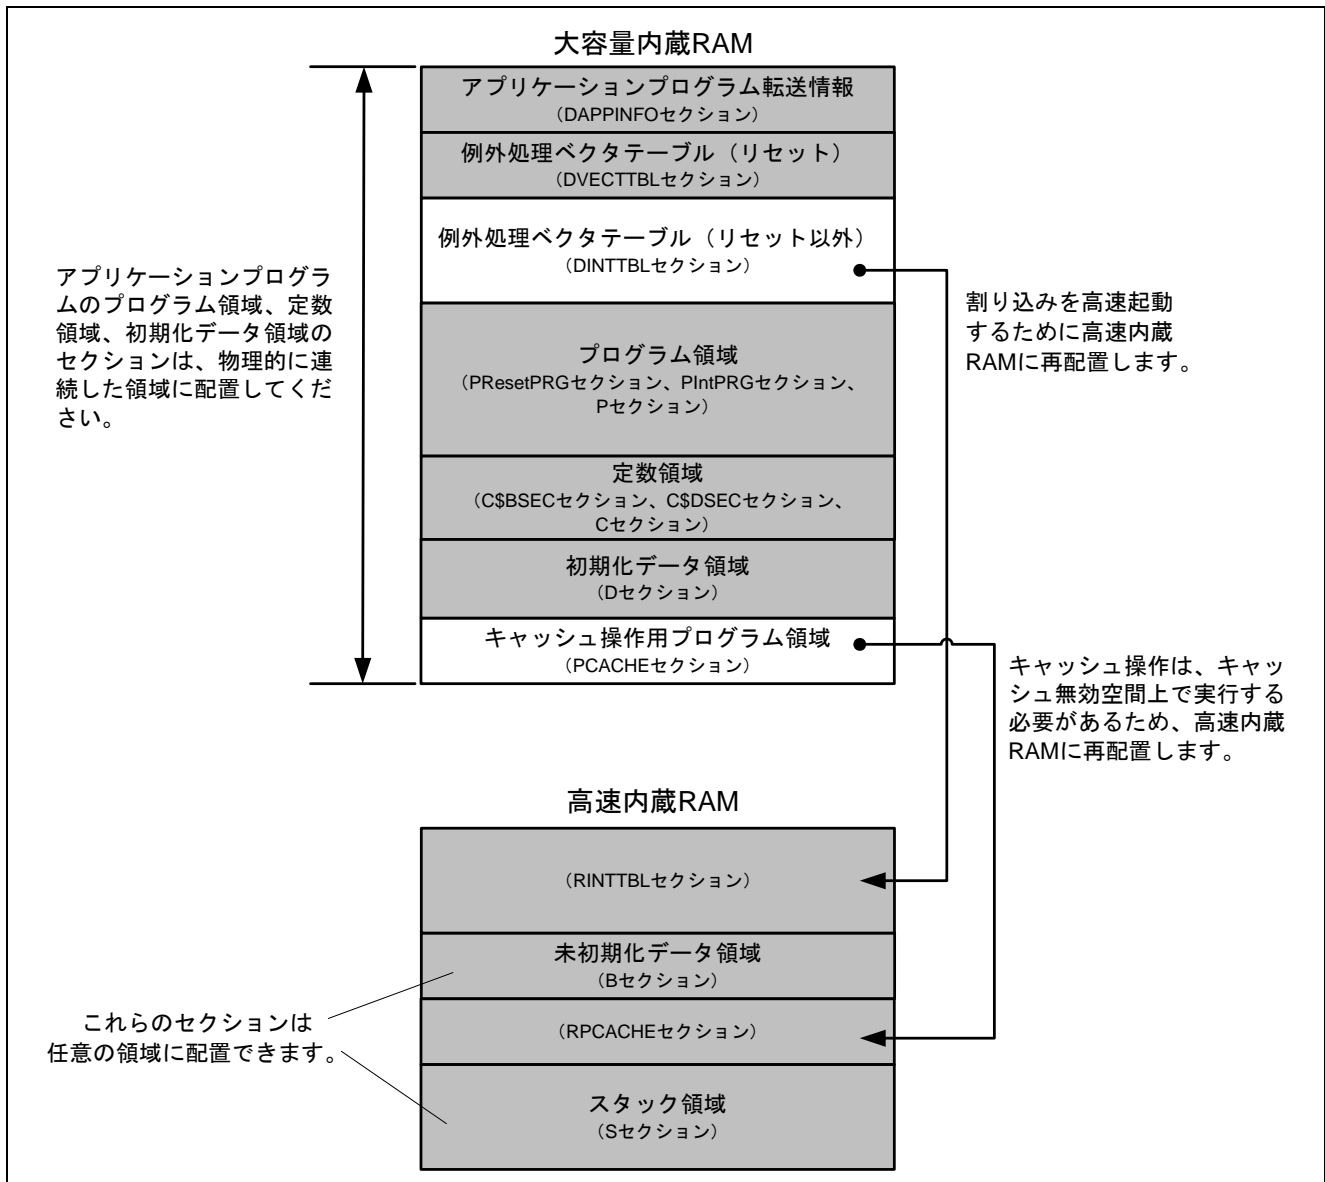 大容量内蔵RAM
アプリケーションプログラム転送情報
（DAPPINFOセクション）
例外処理ベクタテーブル（リセット）
（DVECTTBLセクション）
例外処理ベクタテーブル（リセット以外）
（DINTTBLセクション）
プログラム領域
（PResetPRGセクション、PIntPRGセクション、
Pセクション）
定数領域
（C$BSECセクション、C$DSECセクション、
Cセクション）
初期化データ領域
（Dセクション）
キャッシュ操作用プログラム領域
（PCACHEセクション）
アプリケーションプログラ
ムのプログラム領域、定数
領域、初期化データ領域の
セクションは、物理的に連
続した領域に配置してくだ
さい。
割り込みを高速起動
するために高速内蔵
RAMに再配置します。
キャッシュ操作は、キャッ
シュ無効空間上で実行する
必要があるため、高速内蔵
RAMに再配置します。
高速内蔵RAM
（RINTTBLセクション）
未初期化データ領域
（Bセクション）
（RPCACHEセクション）
スタック領域
（Sセクション）
これらのセクションは
任意の領域に配置できます。